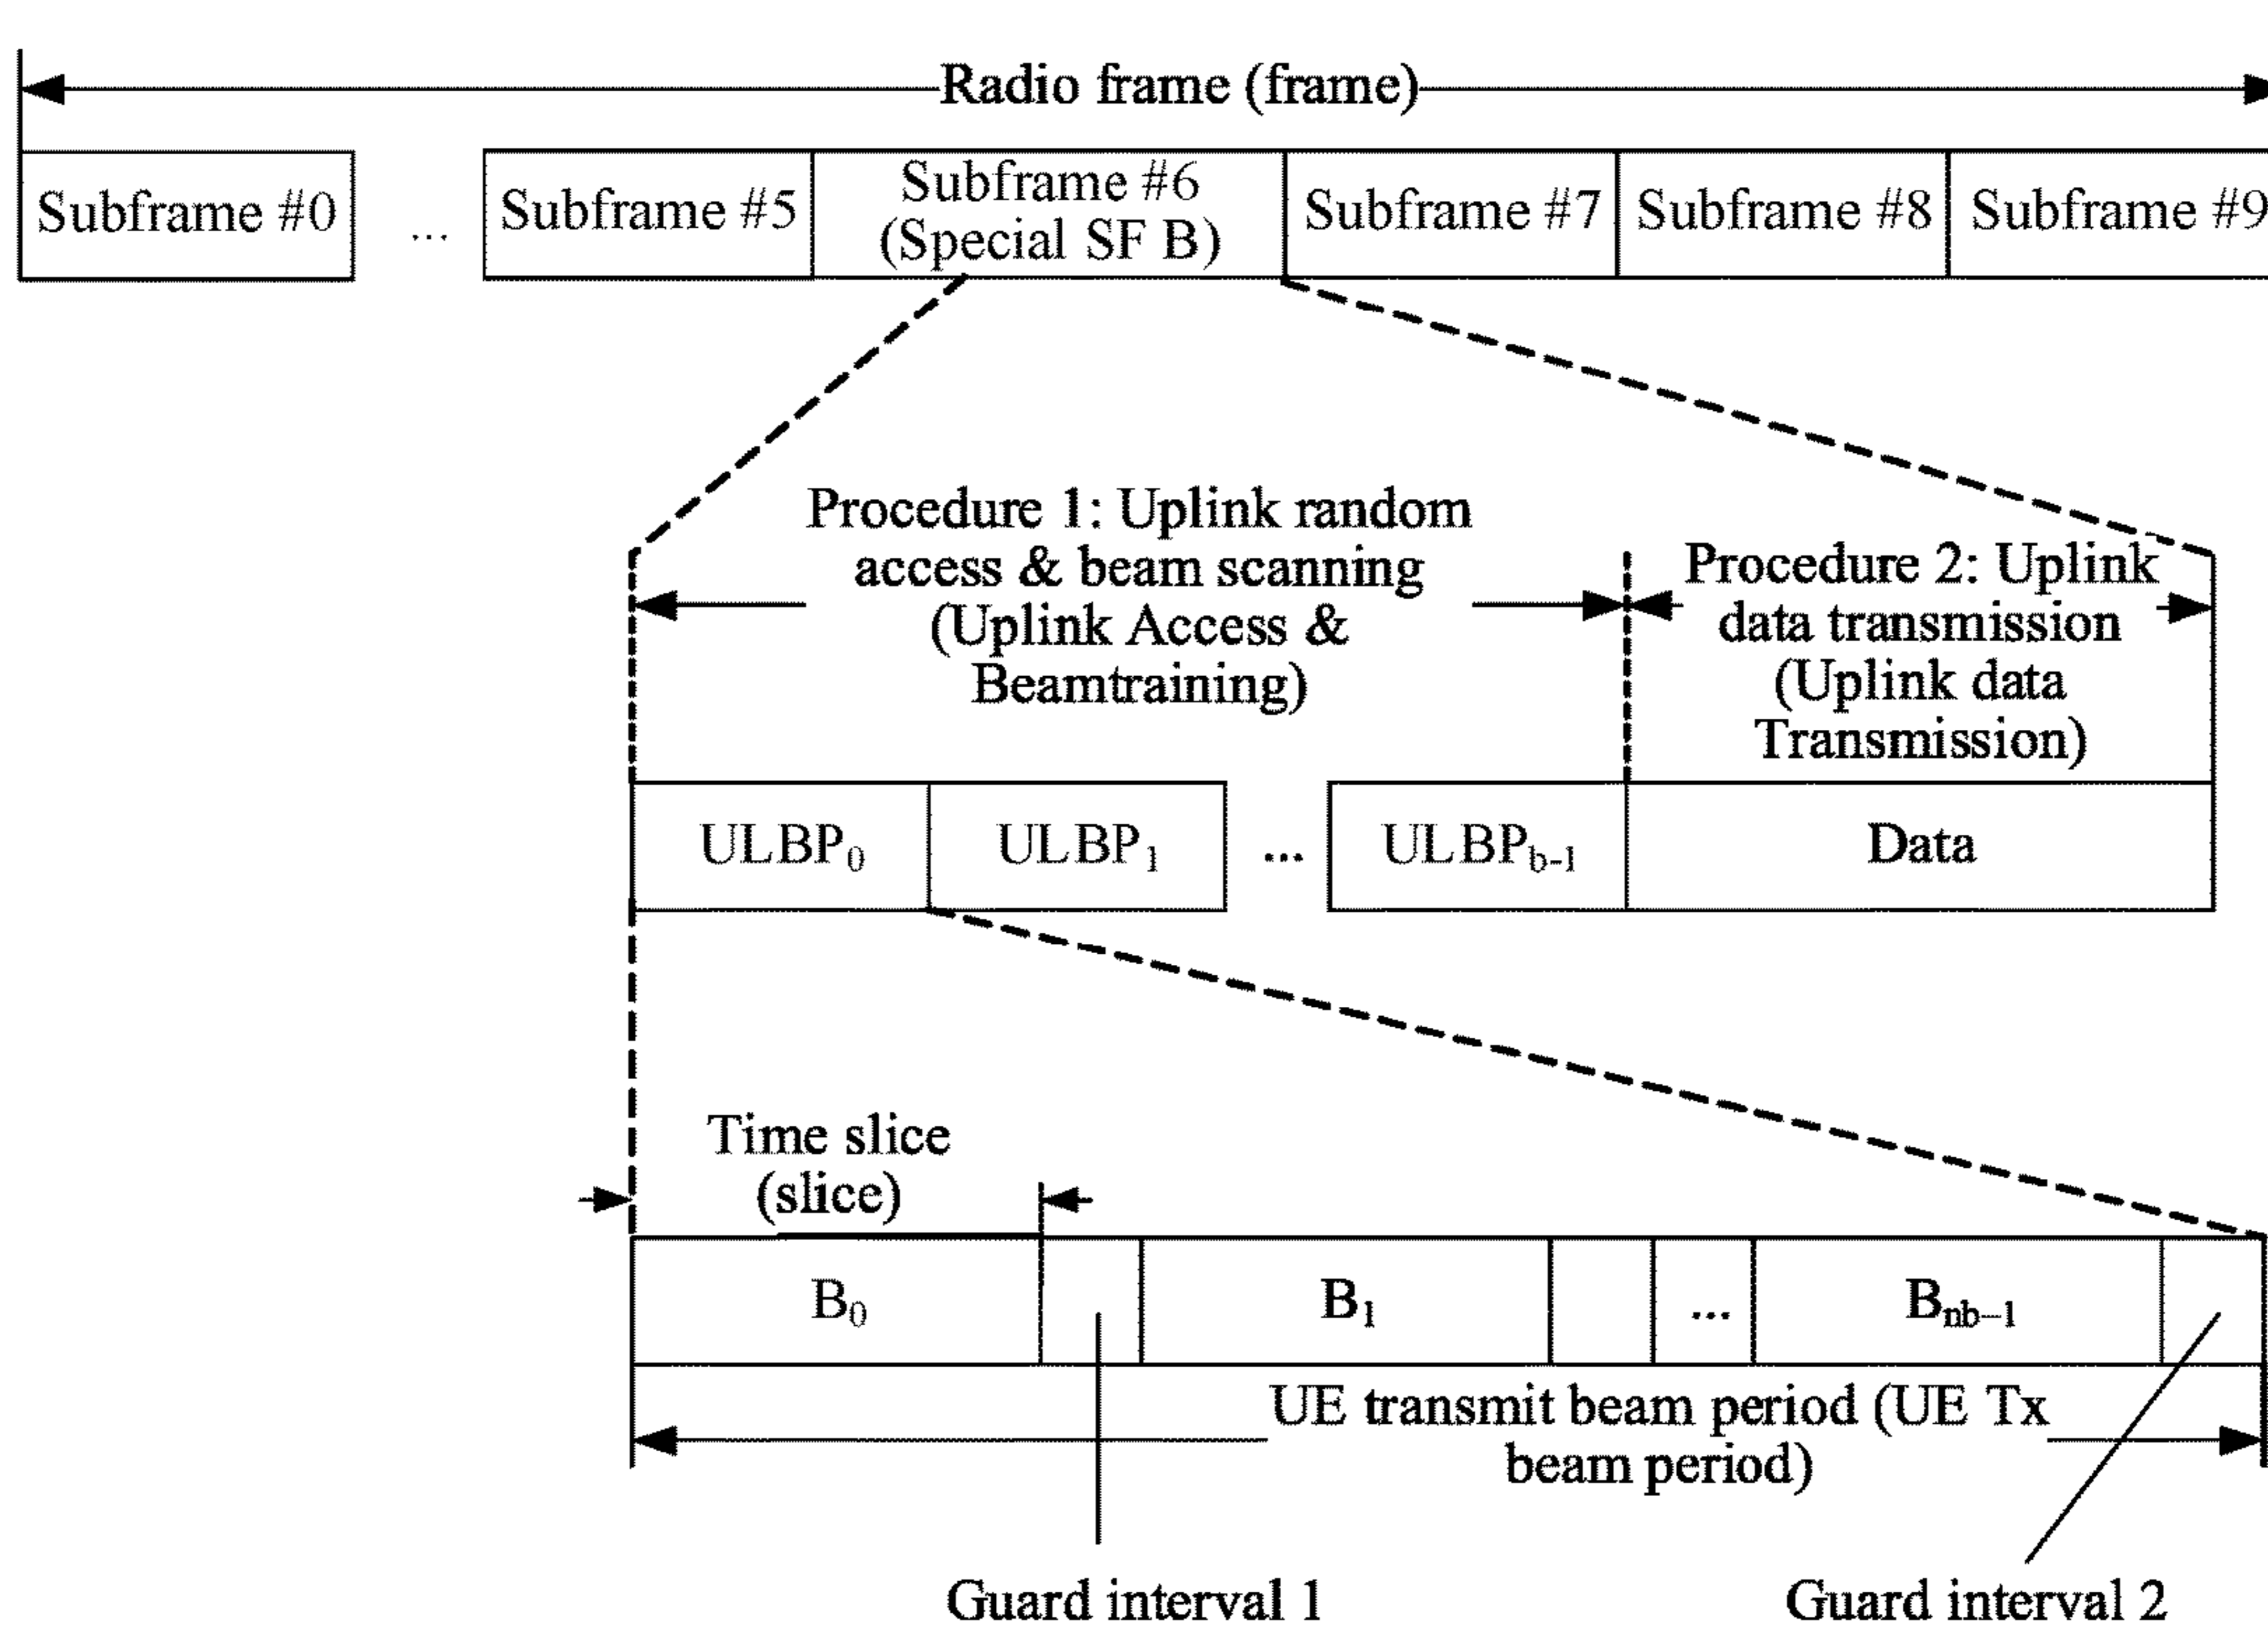 Radio frame (frame)
Subframe #0
...
Subframe #5
Subframe #6
(Special SF B)
Subframe #7
Subframe #8
Subframe #9
Procedure 1: Uplink random
access & beam scanning
(Uplink Access &
Beamtraining)
Procedure 2: Uplink
data transmission
(Uplink data
Transmission)
ULBP₀
ULBP₁
...
ULBP_b-1
Data
Time slice
(slice)
B₀
B₁
...
B_nb−1
UE transmit beam period (UE Tx
beam period)
Guard interval 1
Guard interval 2